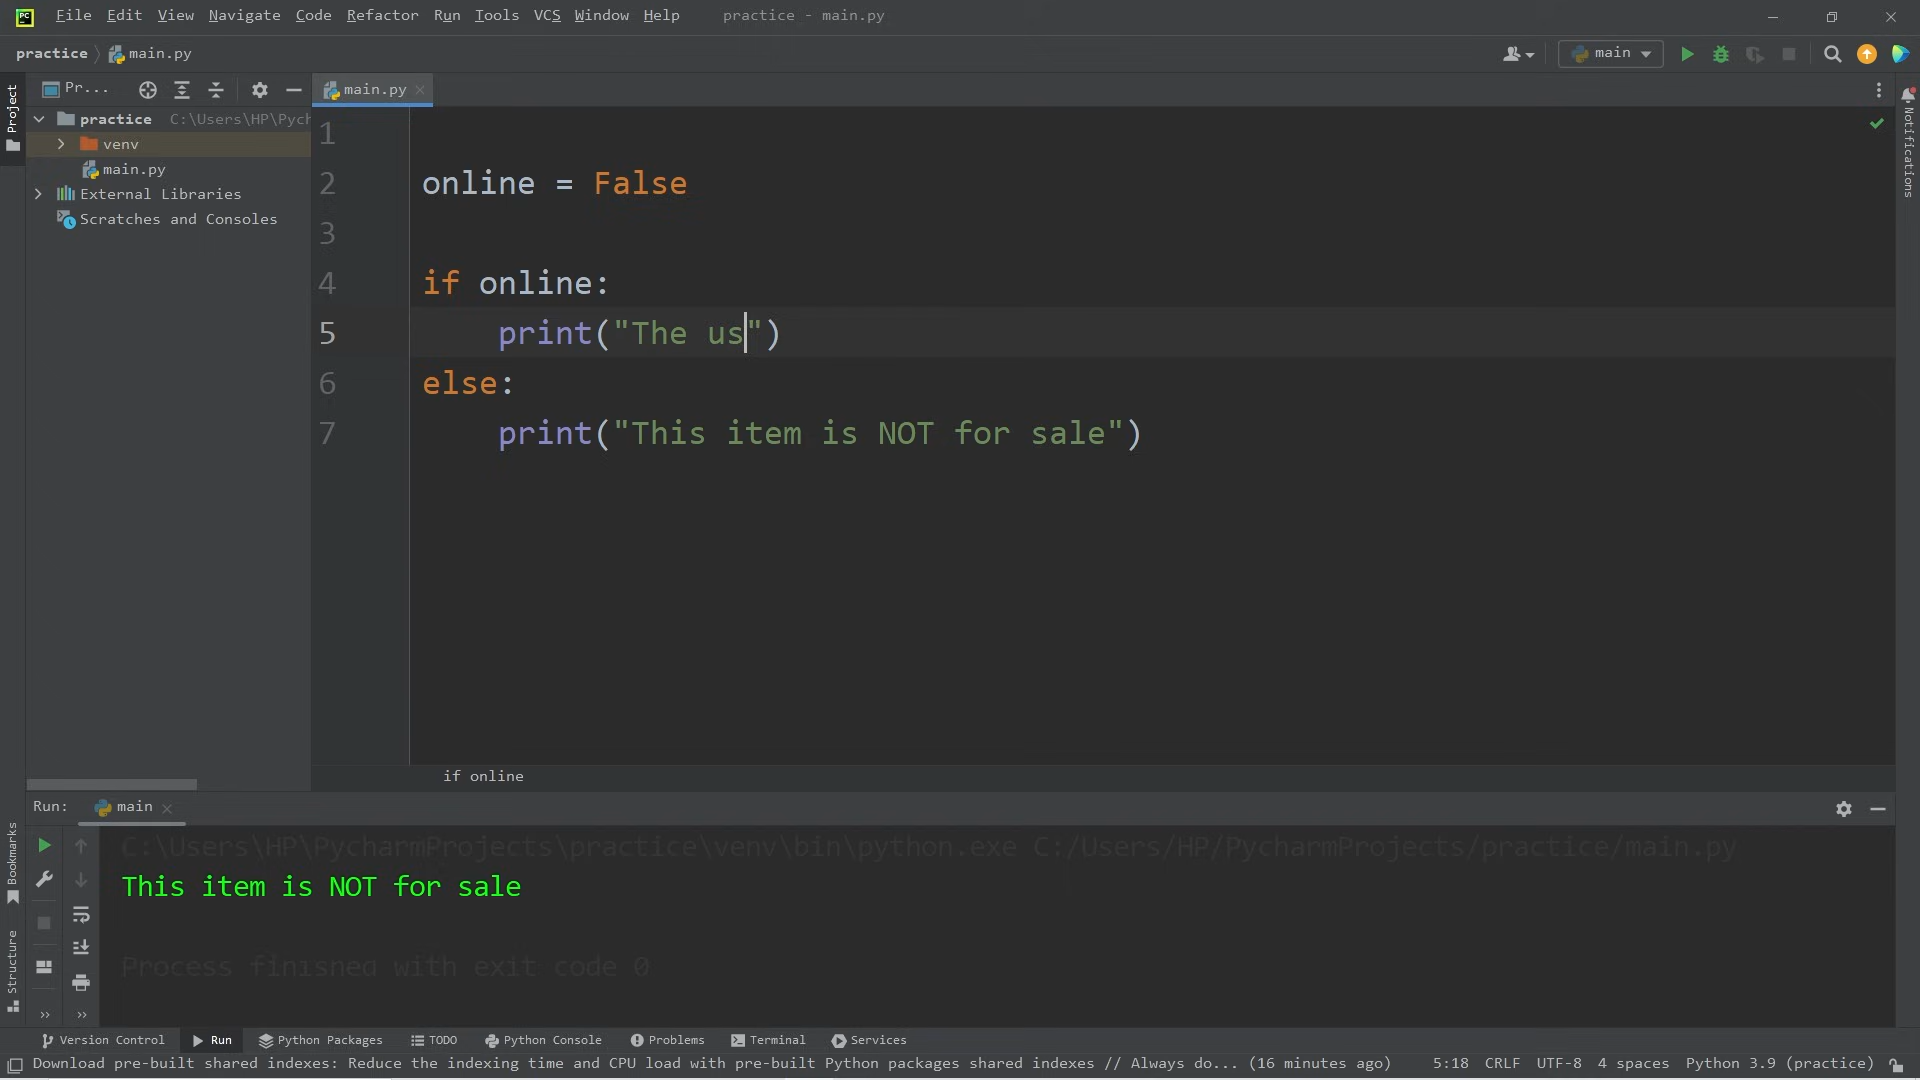 File Edit View Navigate Code Refactor Run Tools VCS Window Help practice - main.py
practice main.py
main
Project
Pr...
main.py
Notifications
practice C:\Users\HP\Pych
venv
main.py
External Libraries
Scratches and Consoles
1
2 online = False
3
4 if online:
5 print("The us")
6 else:
7 print("This item is NOT for sale")
if online
Run: main
C:\Users\HP\PycharmProjects\practice\venv\bin\python.exe C:/Users/HP/PycharmProjects/practice/main.py
This item is NOT for sale
Process finished with exit code 0
Bookmarks
Structure
Version Control Run Python Packages TODO Python Console Problems Terminal Services
Download pre-built shared indexes: Reduce the indexing time and CPU load with pre-built Python packages shared indexes // Always do... (16 minutes ago) 5:18 CRLF UTF-8 4 spaces Python 3.9 (practice)